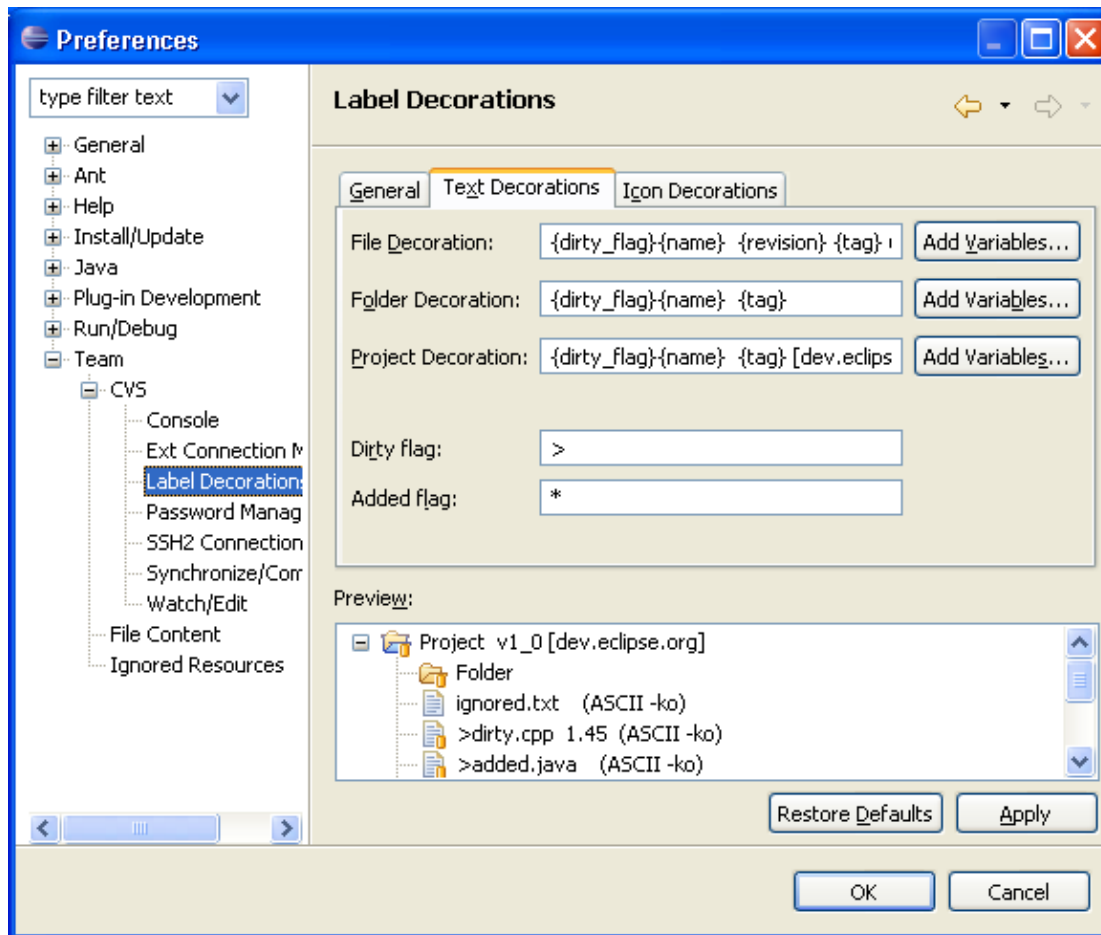 Preferences
type filter text
General
Ant
Help
Install/Update
Java
Plug-in Development
Run/Debug
Team
CVS
Console
Ext Connection M
Label Decorations
Password Manag
SSH2 Connection
Synchronize/Com
Watch/Edit
File Content
Ignored Resources
Label Decorations
General Text Decorations Icon Decorations
File Decoration: {dirty_flag}{name}  {revision} {tag} Add Variables...
Folder Decoration: {dirty_flag}{name}  {tag} Add Variables...
Project Decoration: {dirty_flag}{name}  {tag} [dev.eclips Add Variables...
Dirty flag: >
Added flag: *
Preview:
Project  v1_0 [dev.eclipse.org]
Folder
ignored.txt   (ASCII -ko)
>dirty.cpp  1.45  (ASCII -ko)
>added.java   (ASCII -ko)
Restore Defaults Apply
OK Cancel